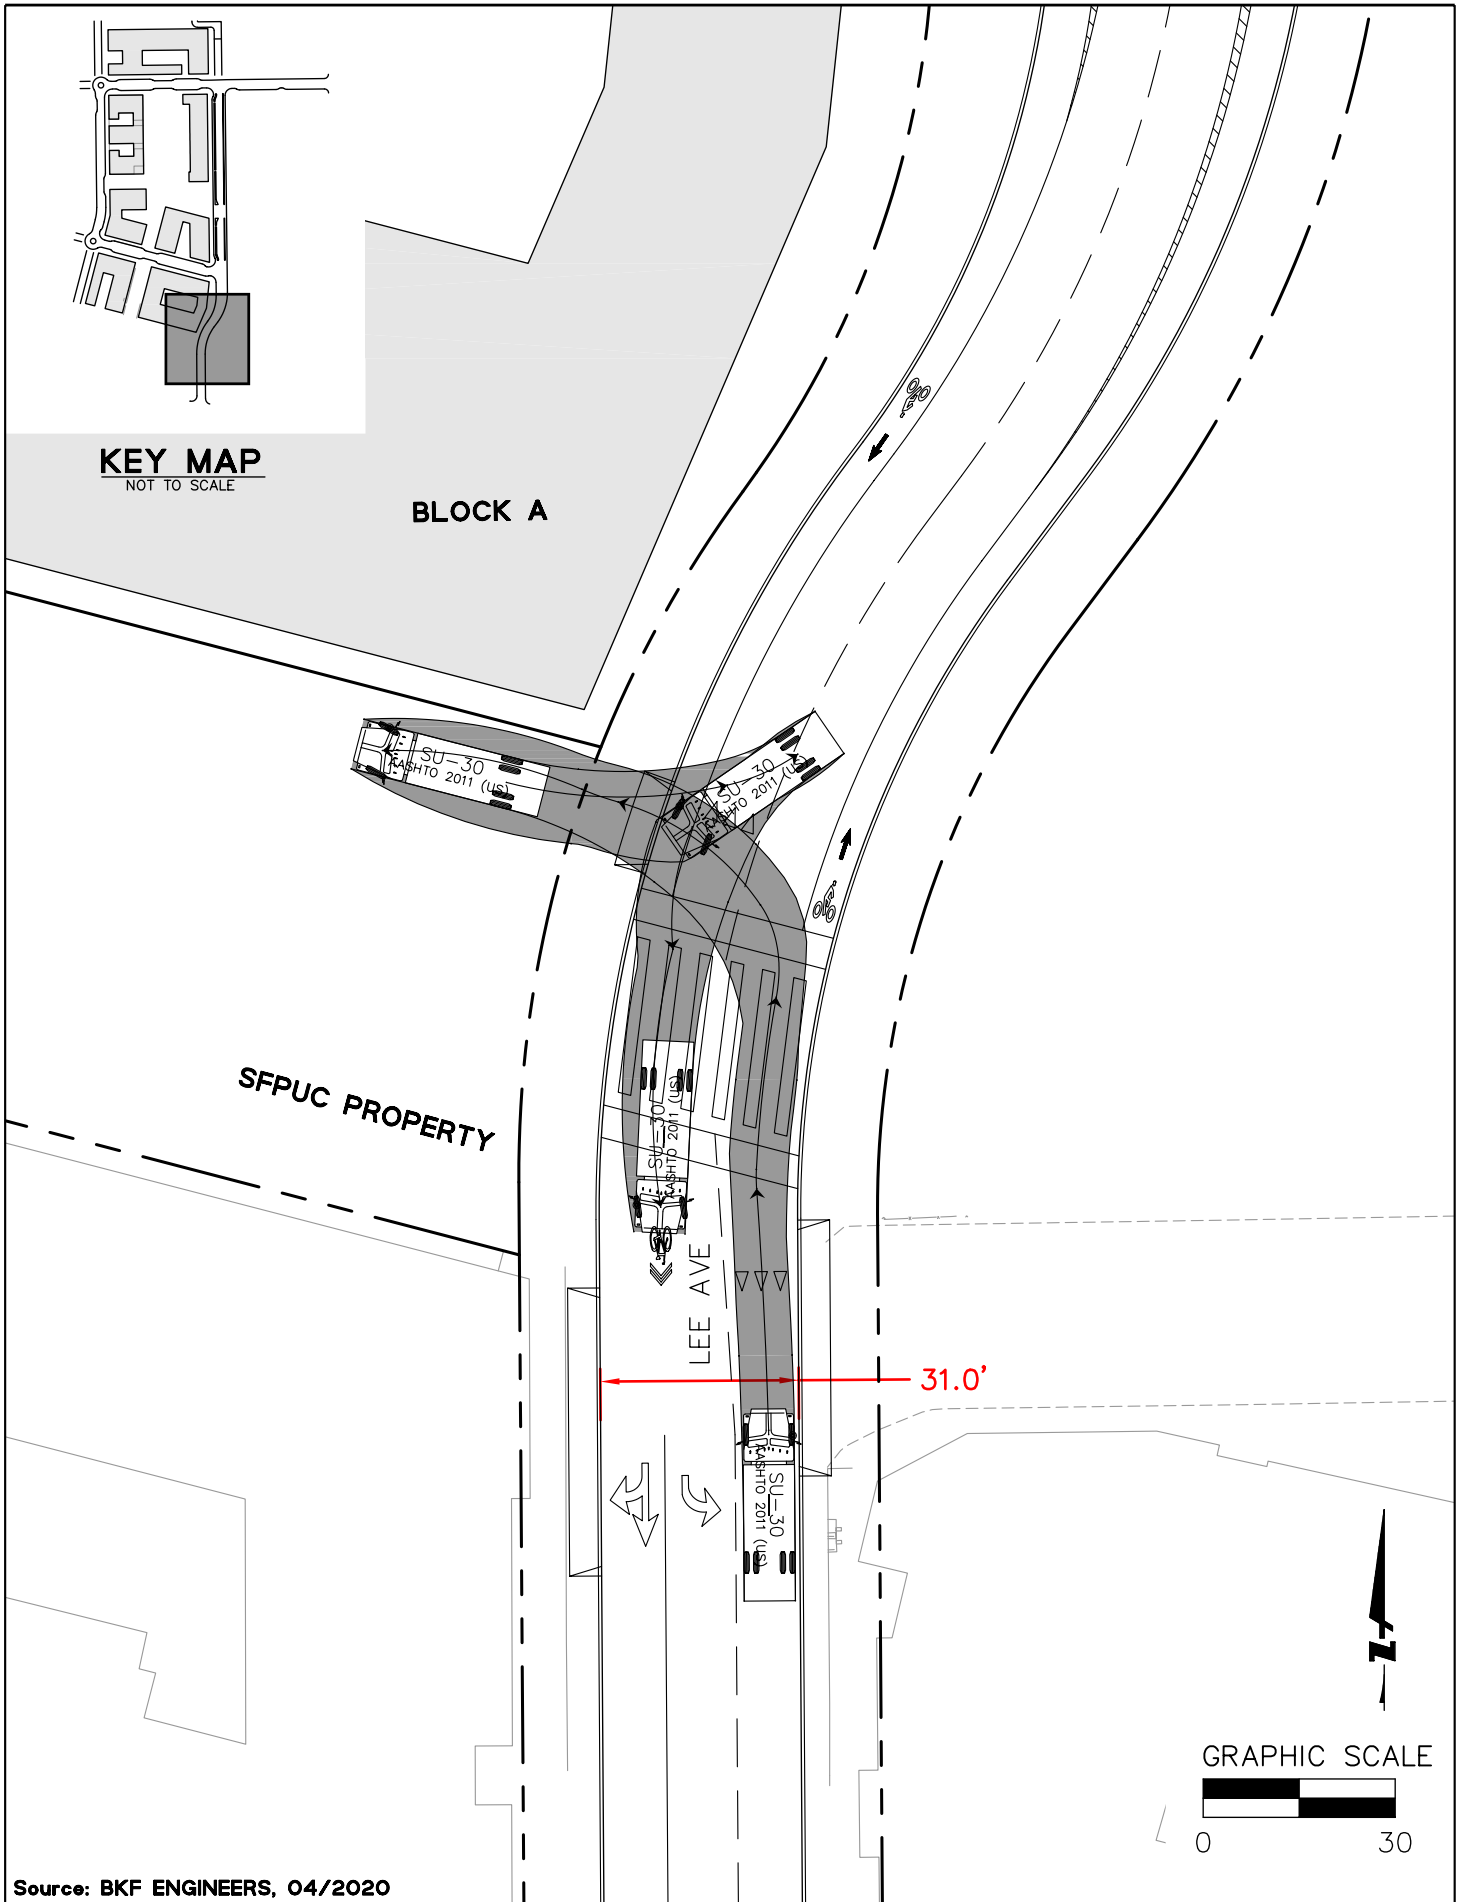 KEY MAP
NOT TO SCALE
BLOCK A
SU-30
AASHTO 2011 (US)
SU-30
AASHTO 2011 (US)
SFPUC PROPERTY
SU-30
AASHTO 2011 (US)
LEE AVE
31.0'
SU-30
AASHTO 2011 (US)
GRAPHIC SCALE
0 30
Source: BKF ENGINEERS, 04/2020